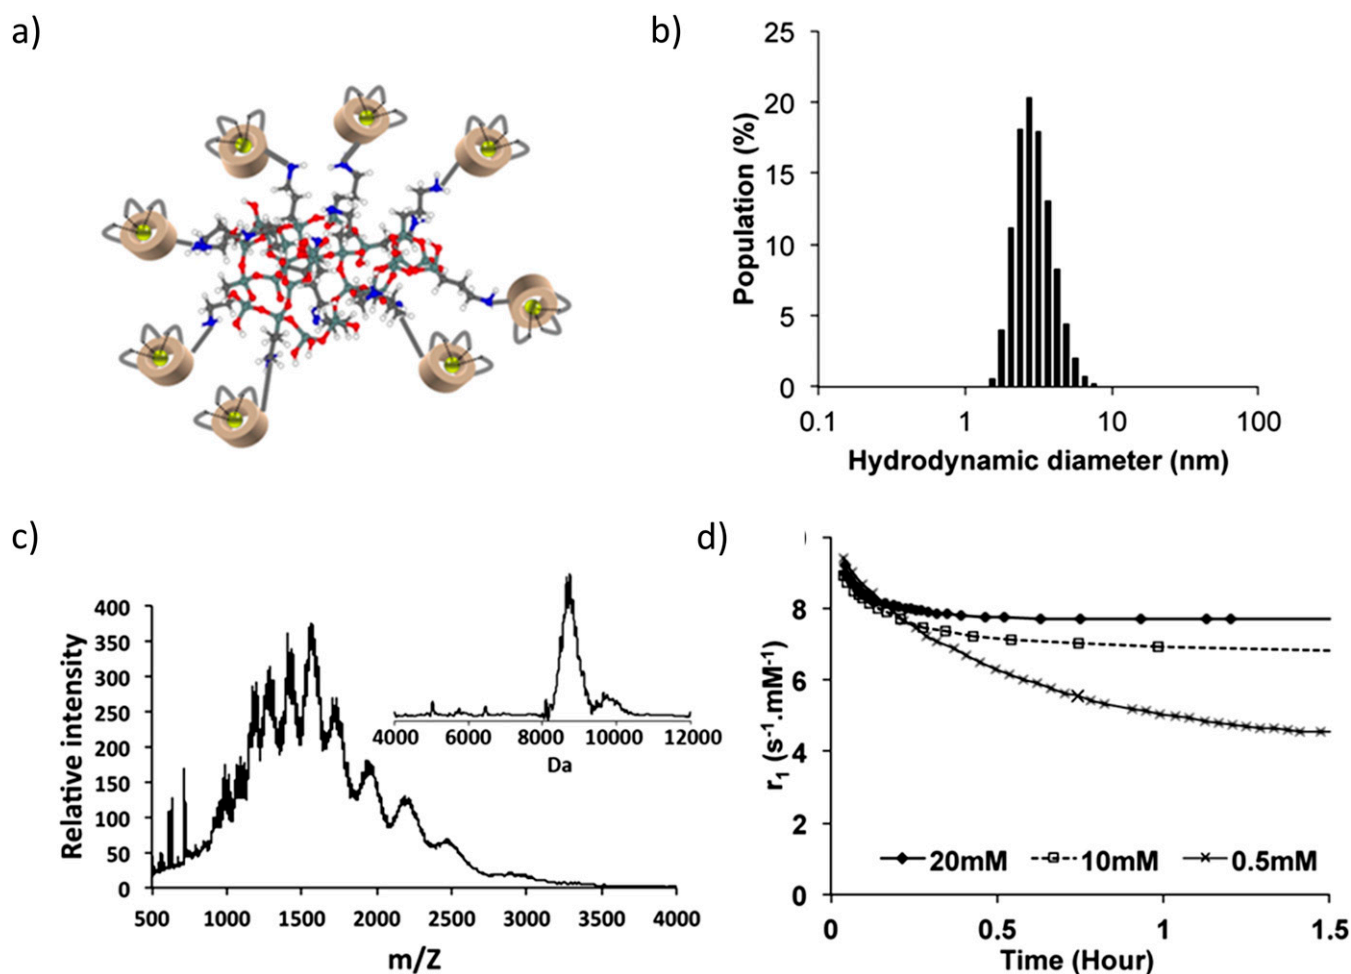 a)
b)
25
20
15
10
5
0
Population (%)
0.1
1
10
100
Hydrodynamic diameter (nm)
c)
400
350
300
250
200
150
100
50
0
Relative intensity
4000
6000
8000
10000
12000
Da
500
1000
1500
2000
2500
3000
3500
4000
m/Z
d)
8
6
4
2
0
r₁ (s⁻¹.mM⁻¹)
20mM
10mM
0.5mM
0
0.5
1
1.5
Time (Hour)